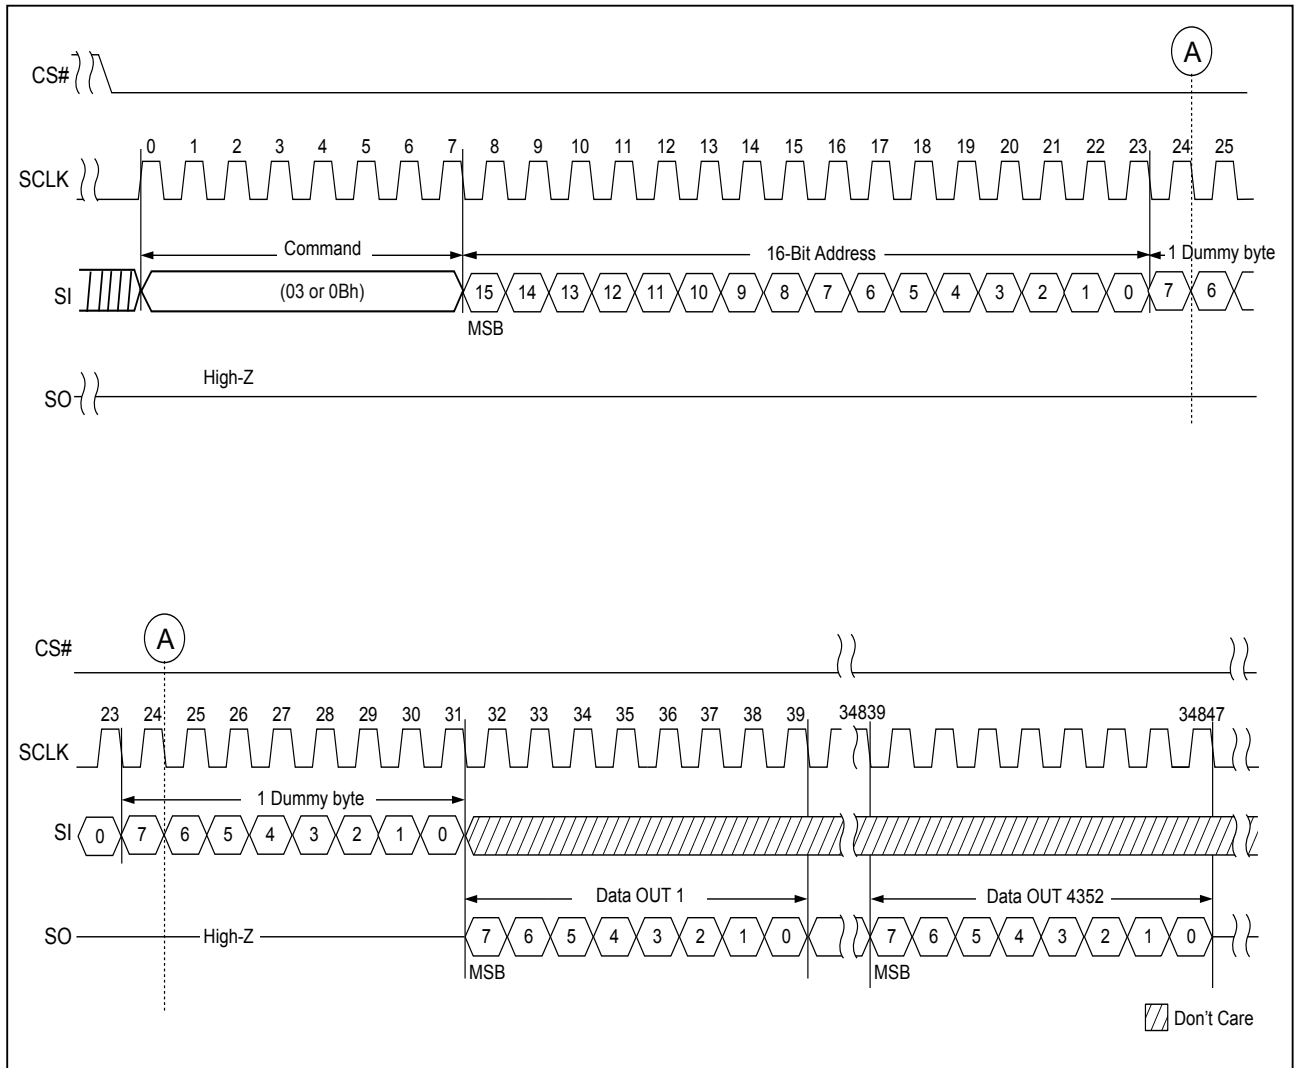 A
CS#
0 1 2 3 4 5 6 7 8 9 10 11 12 13 14 15 16 17 18 19 20 21 22 23 24 25
SCLK
Command 16-Bit Address 1 Dummy byte
SI (03 or 0Bh) 15 14 13 12 11 10 9 8 7 6 5 4 3 2 1 0 7 6
MSB
High-Z
SO
A
CS#
23 24 25 26 27 28 29 30 31 32 33 34 35 36 37 38 39 34839 34847
SCLK
1 Dummy byte
SI 0 7 6 5 4 3 2 1 0
Data OUT 1 Data OUT 4352
SO High-Z 7 6 5 4 3 2 1 0 7 6 5 4 3 2 1 0
MSB MSB
Don't Care